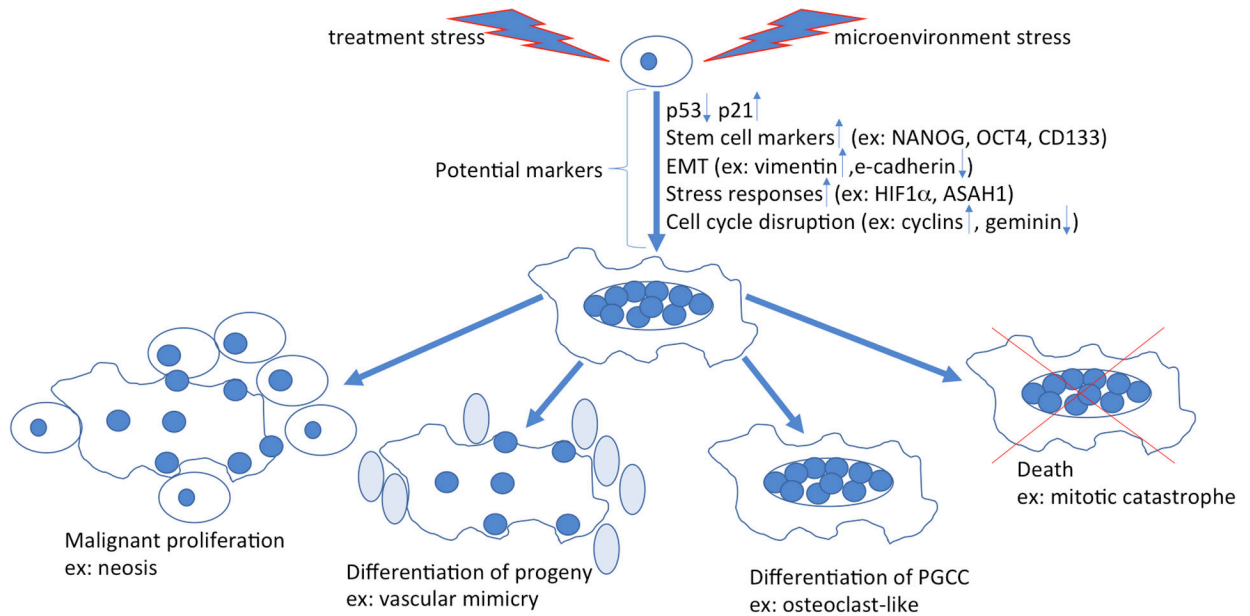 treatment stress
microenvironment stress
p53↓ p21↑
Stem cell markers↑ (ex: NANOG, OCT4, CD133)
Potential markers
EMT (ex: vimentin↑,e-cadherin↓)
Stress responses↑ (ex: HIF1α, ASAH1)
Cell cycle disruption (ex: cyclins↑, geminin↓)
Malignant proliferation
ex: neosis
Differentiation of progeny
ex: vascular mimicry
Differentiation of PGCC
ex: osteoclast-like
Death
ex: mitotic catastrophe